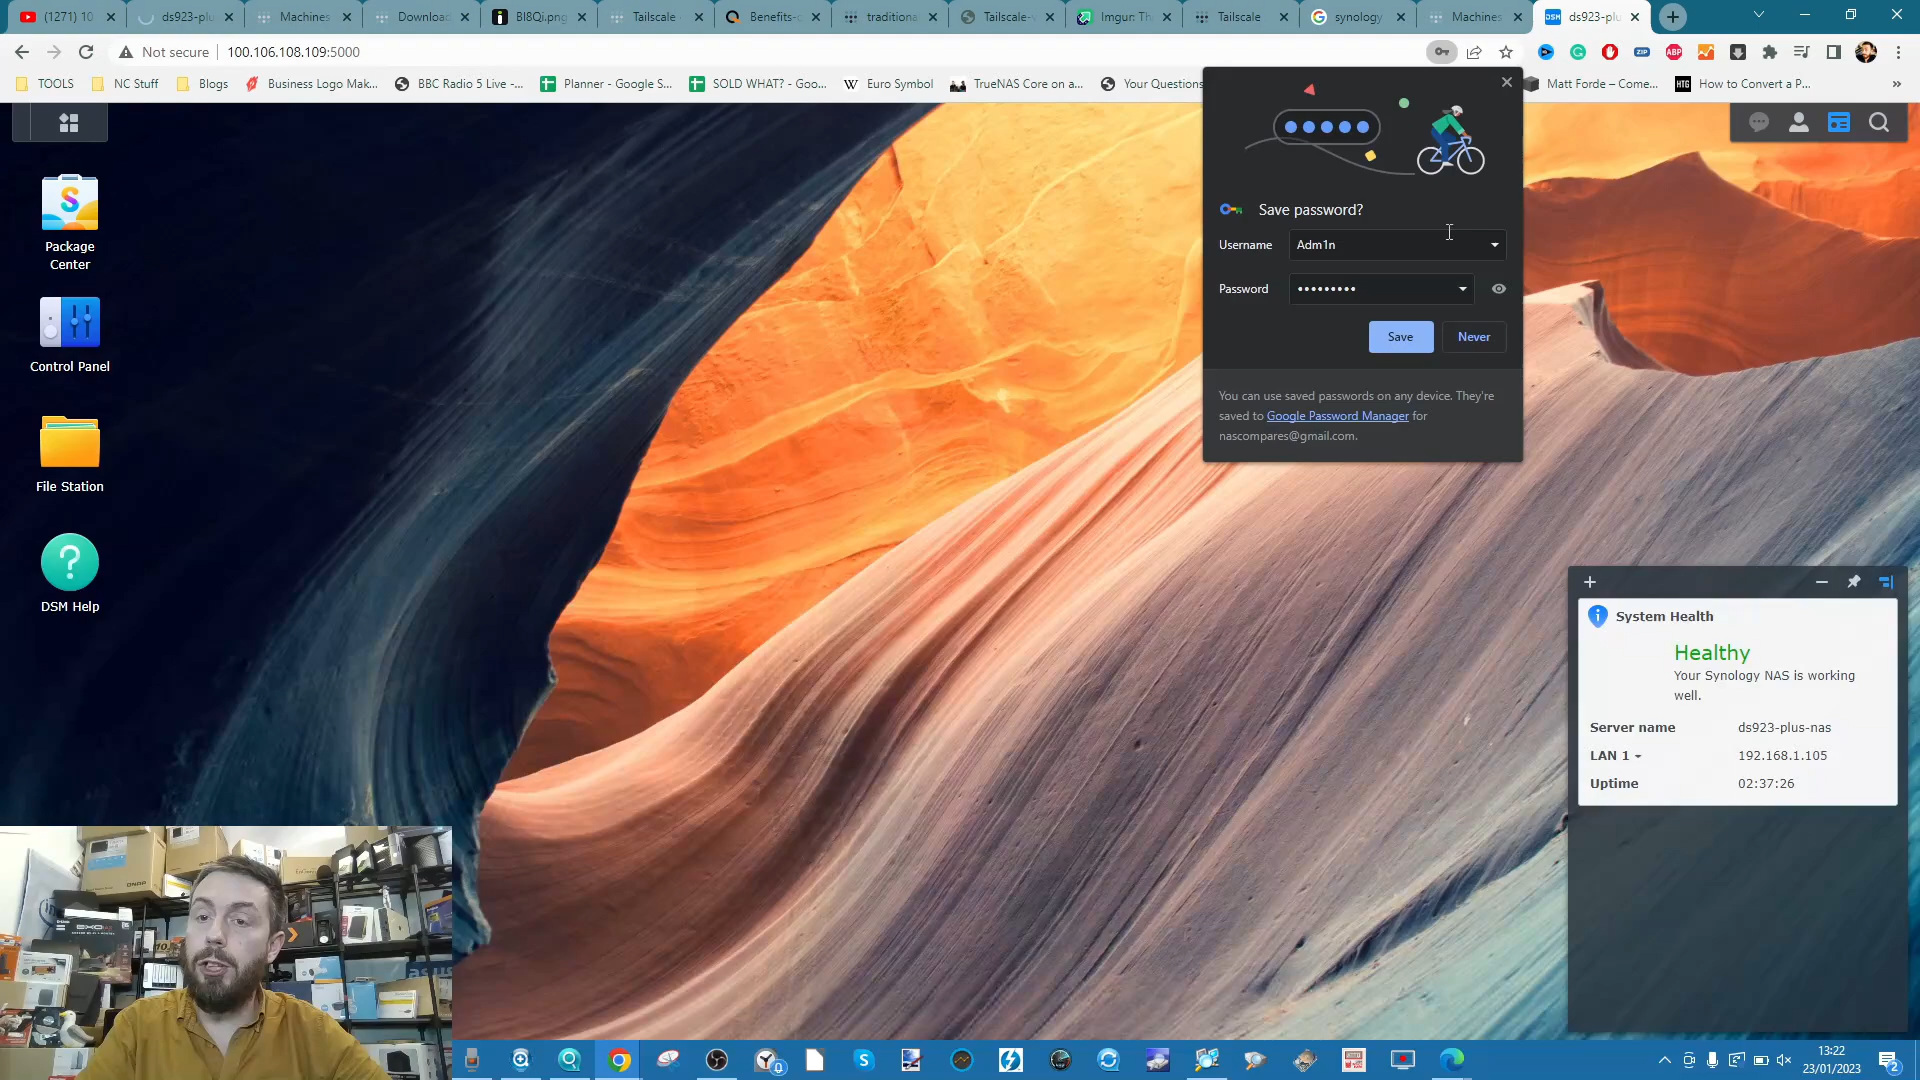 (1271) 10
ds923-plu
Machines
Download
BI8Qi.png
Tailscale
Benefits-c
traditiona
Tailscale-v
Imgur: Th
Tailscale
synology
Machines
DSM ds923-plu
Not secure 100.106.108.109:5000
TOOLS
NC Stuff
Blogs
Business Logo Mak...
BBC Radio 5 Live -...
Planner - Google S...
SOLD WHAT? - Goo...
Euro Symbol
TrueNAS Core on a...
Your Questions
Matt Forde – Come...
How to Convert a P...
Package
Center
Control Panel
File Station
DSM Help
Save password?
Username Adm1n
Password •••••••••
Save Never
You can use saved passwords on any device. They're
saved to Google Password Manager for
nascompares@gmail.com.
System Health
Healthy
Your Synology NAS is working
well.
Server name ds923-plus-nas
LAN 1 192.168.1.105
Uptime 02:37:26
13:22
23/01/2023